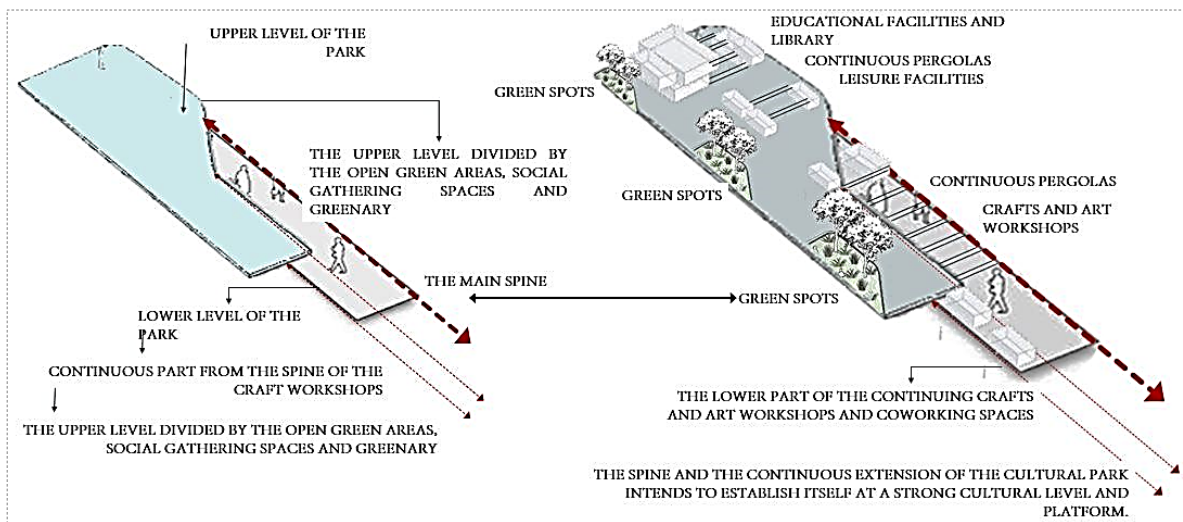 UPPER LEVEL OF THE
PARK
THE UPPER LEVEL DIVIDED BY
THE OPEN GREEN AREAS, SOCIAL
GATHERING SPACES AND
GREENARY
THE MAIN SPINE
LOWER LEVEL OF THE
PARK
CONTINUOUS PART FROM THE SPINE OF THE
CRAFT WORKSHOPS
THE UPPER LEVEL DIVIDED BY THE OPEN GREEN AREAS,
SOCIAL GATHERING SPACES AND GREENARY
EDUCATIONAL FACILITIES AND
LIBRARY
CONTINUOUS PERGOLAS
LEISURE FACILITIES
GREEN SPOTS
GREEN SPOTS
CONTINUOUS PERGOLAS
CRAFTS AND ART
WORKSHOPS
GREEN SPOTS
THE LOWER PART OF THE CONTINUING CRAFTS
AND ART WORKSHOPS AND COWORKING SPACES
THE SPINE AND THE CONTINUOUS EXTENSION OF THE CULTURAL PARK
INTENDS TO ESTABLISH ITSELF AT A STRONG CULTURAL LEVEL AND
PLATFORM.